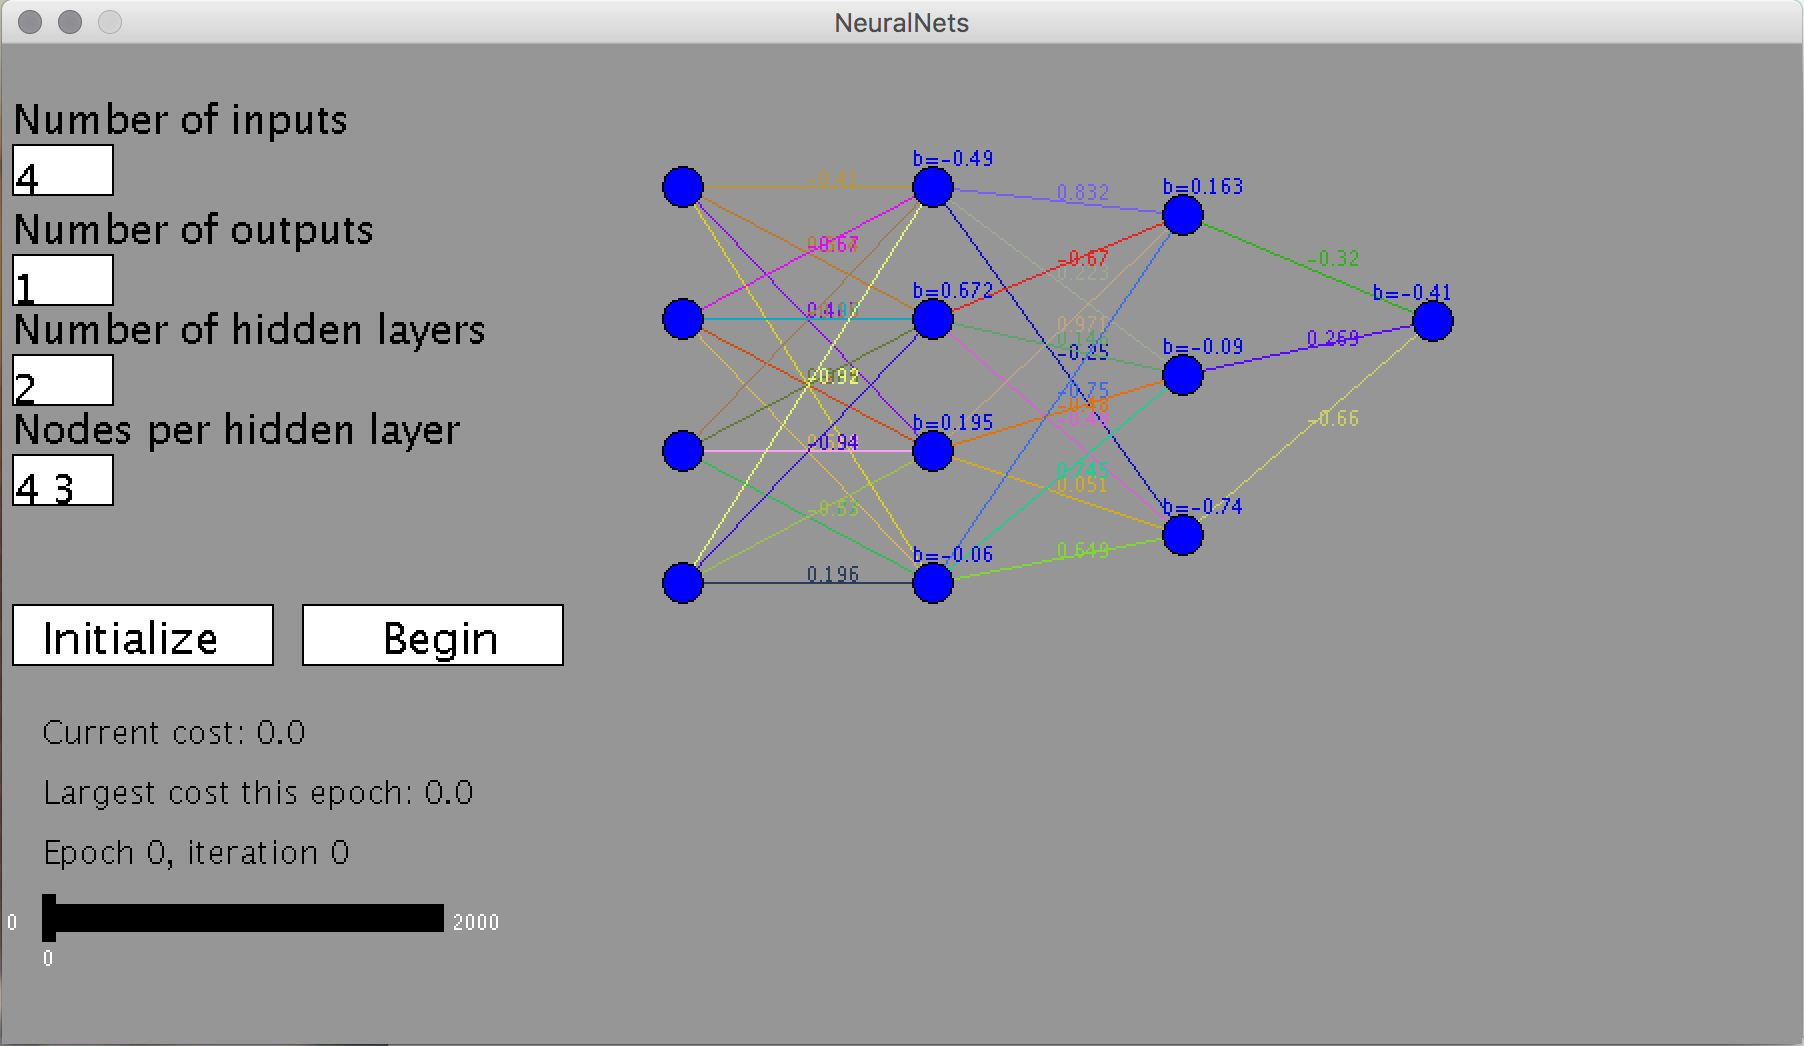 NeuralNets
Number of inputs
4
Number of outputs
1
Number of hidden layers
2
Nodes per hidden layer
4 3
Initialize
Begin
Current cost: 0.0
Largest cost this epoch: 0.0
Epoch 0, iteration 0
0
2000
0
-0.41
-0.67
-0.92
-0.94
-0.53
0.196
b=-0.49
b=0.672
b=0.195
b=-0.06
0.832
-0.67
0.223
0.971
0.146
-0.25
-0.75
-0.48
0.745
0.051
0.649
b=0.163
b=-0.09
b=-0.74
-0.32
0.269
-0.66
b=-0.41